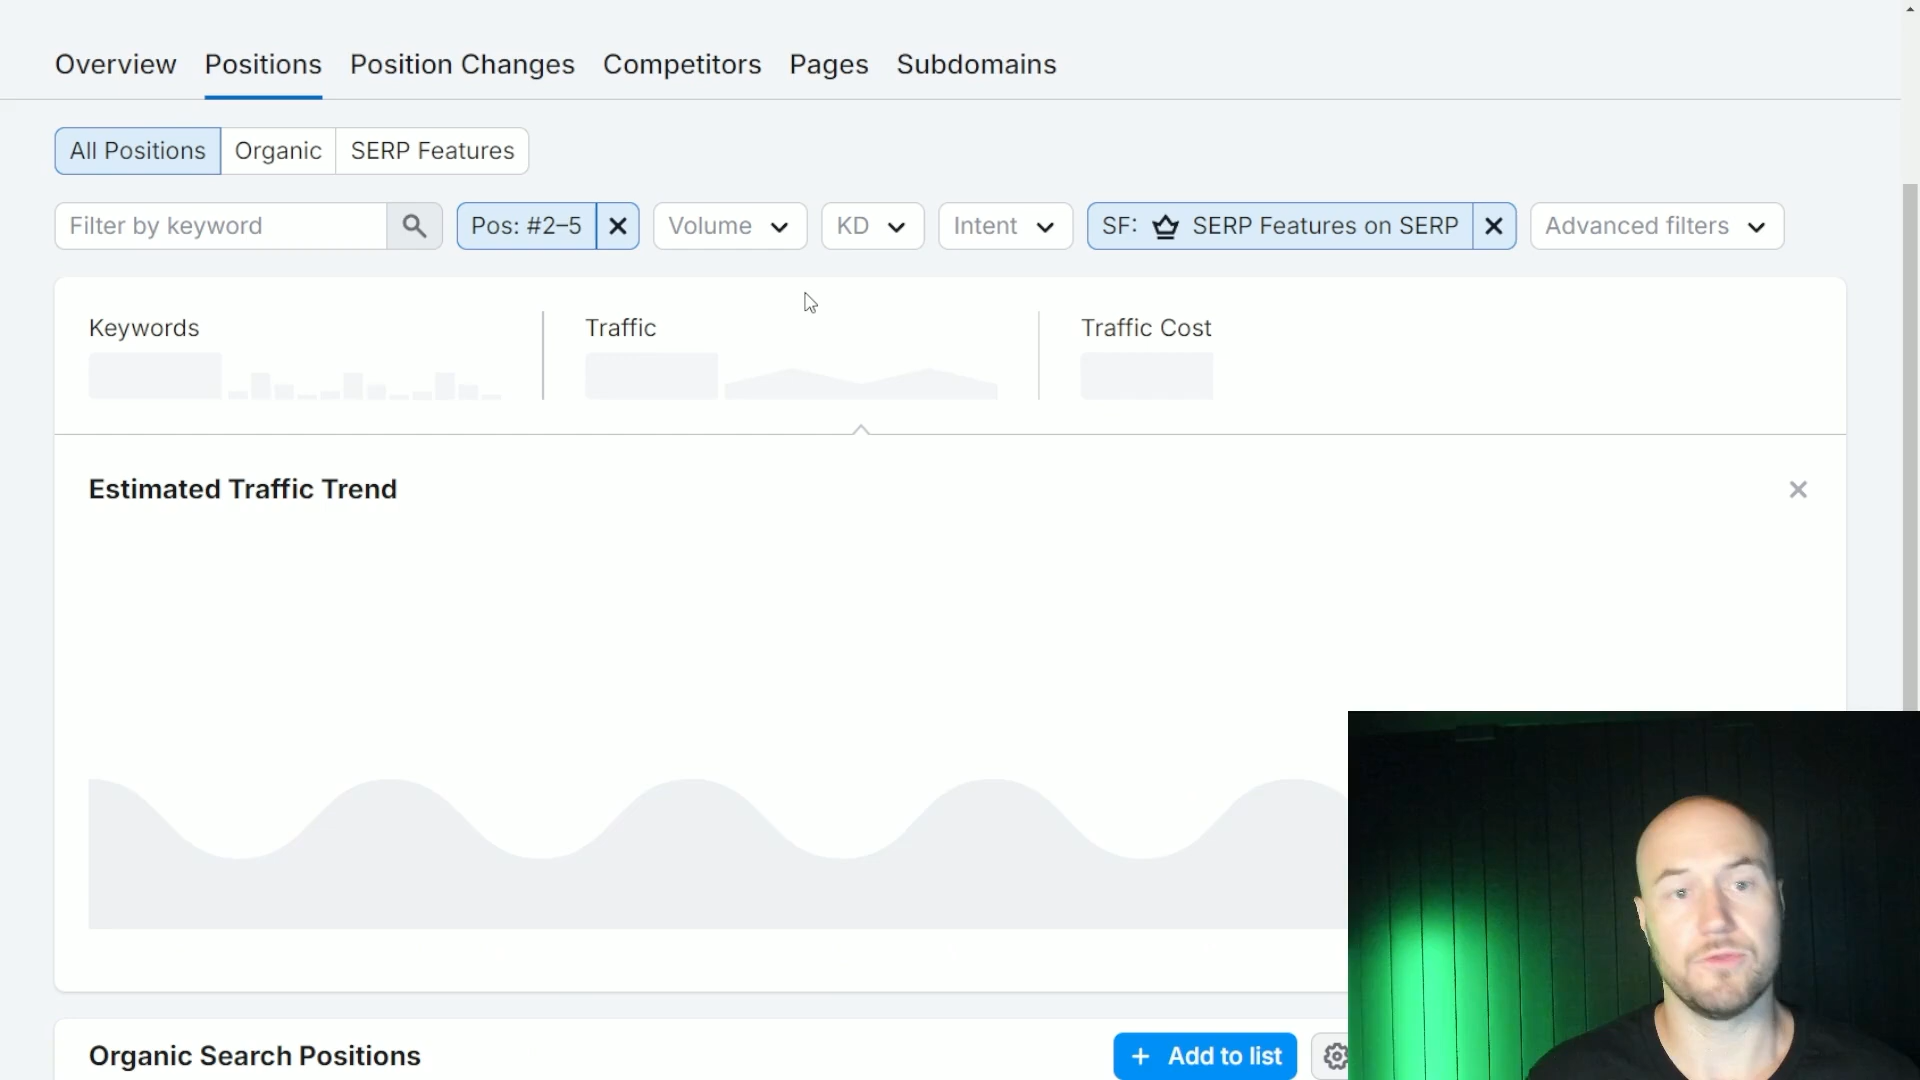 Overview Positions Position Changes Competitors Pages Subdomains
All Positions Organic SERP Features
Filter by keyword Pos: #2–5 Volume KD Intent SF: SERP Features on SERP Advanced filters
Keywords Traffic Traffic Cost
Estimated Traffic Trend
Organic Search Positions + Add to list